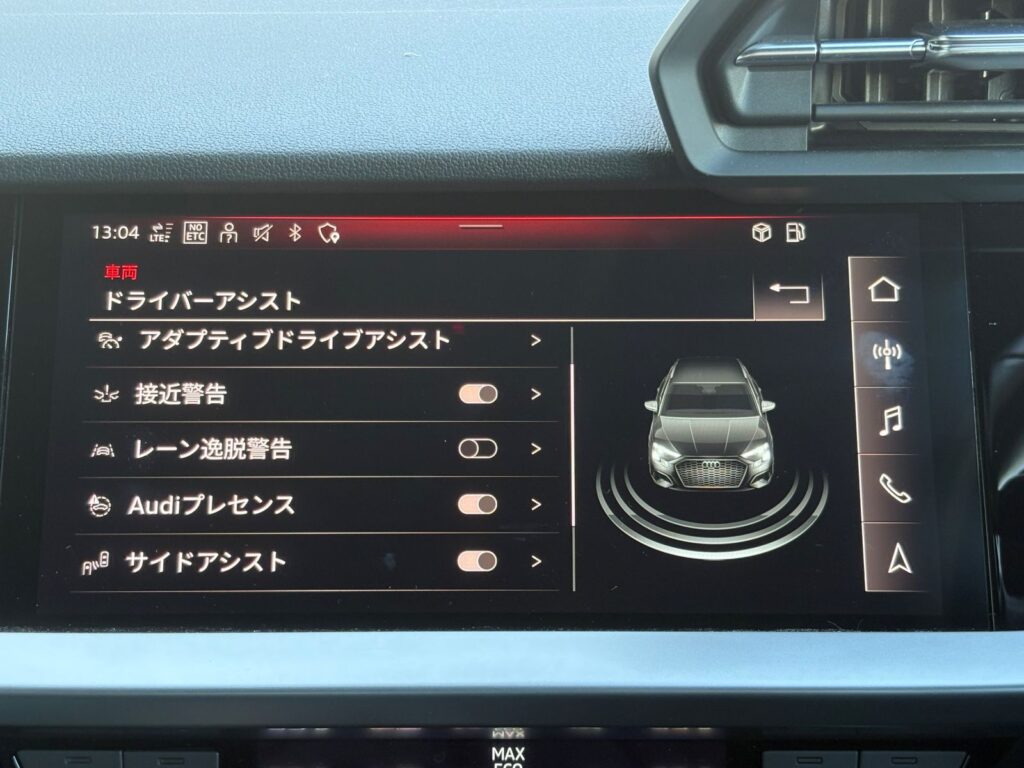 13:04
LTE
NO
ETC
車両
ドライバーアシスト
アダプティブドライブアシスト
接近警告
レーン逸脱警告
Audiプレセンス
サイドアシスト
MAX
MAX
ECO